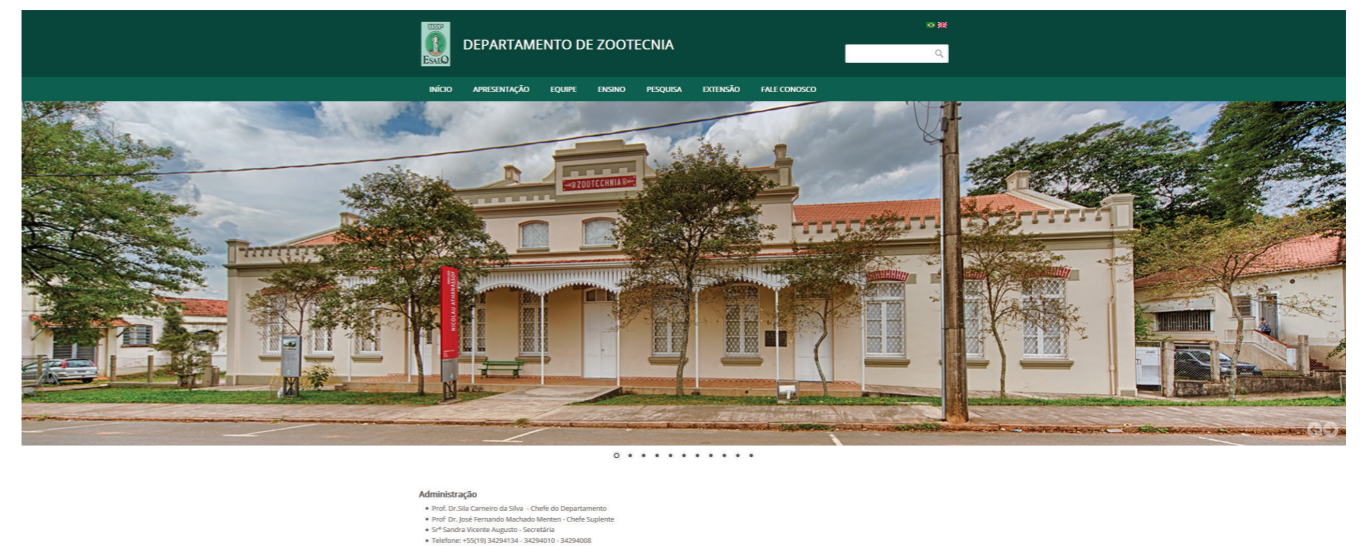 USP
ESALQ
DEPARTAMENTO DE ZOOTECNIA
INÍCIO APRESENTAÇÃO EQUIPE ENSINO PESQUISA EXTENSÃO FALE CONOSCO
ZOOTECHNIA
NICOLAU ATHANASSOF
Administração
Prof. Dr.Sila Carneiro da Silva - Chefe do Departamento
Prof. Dr. José Fernando Machado Menten - Chefe Suplente
Srª Sandra Vicente Augusto - Secretária
Telefone: +55(19) 34294134 - 34294010 - 34294008